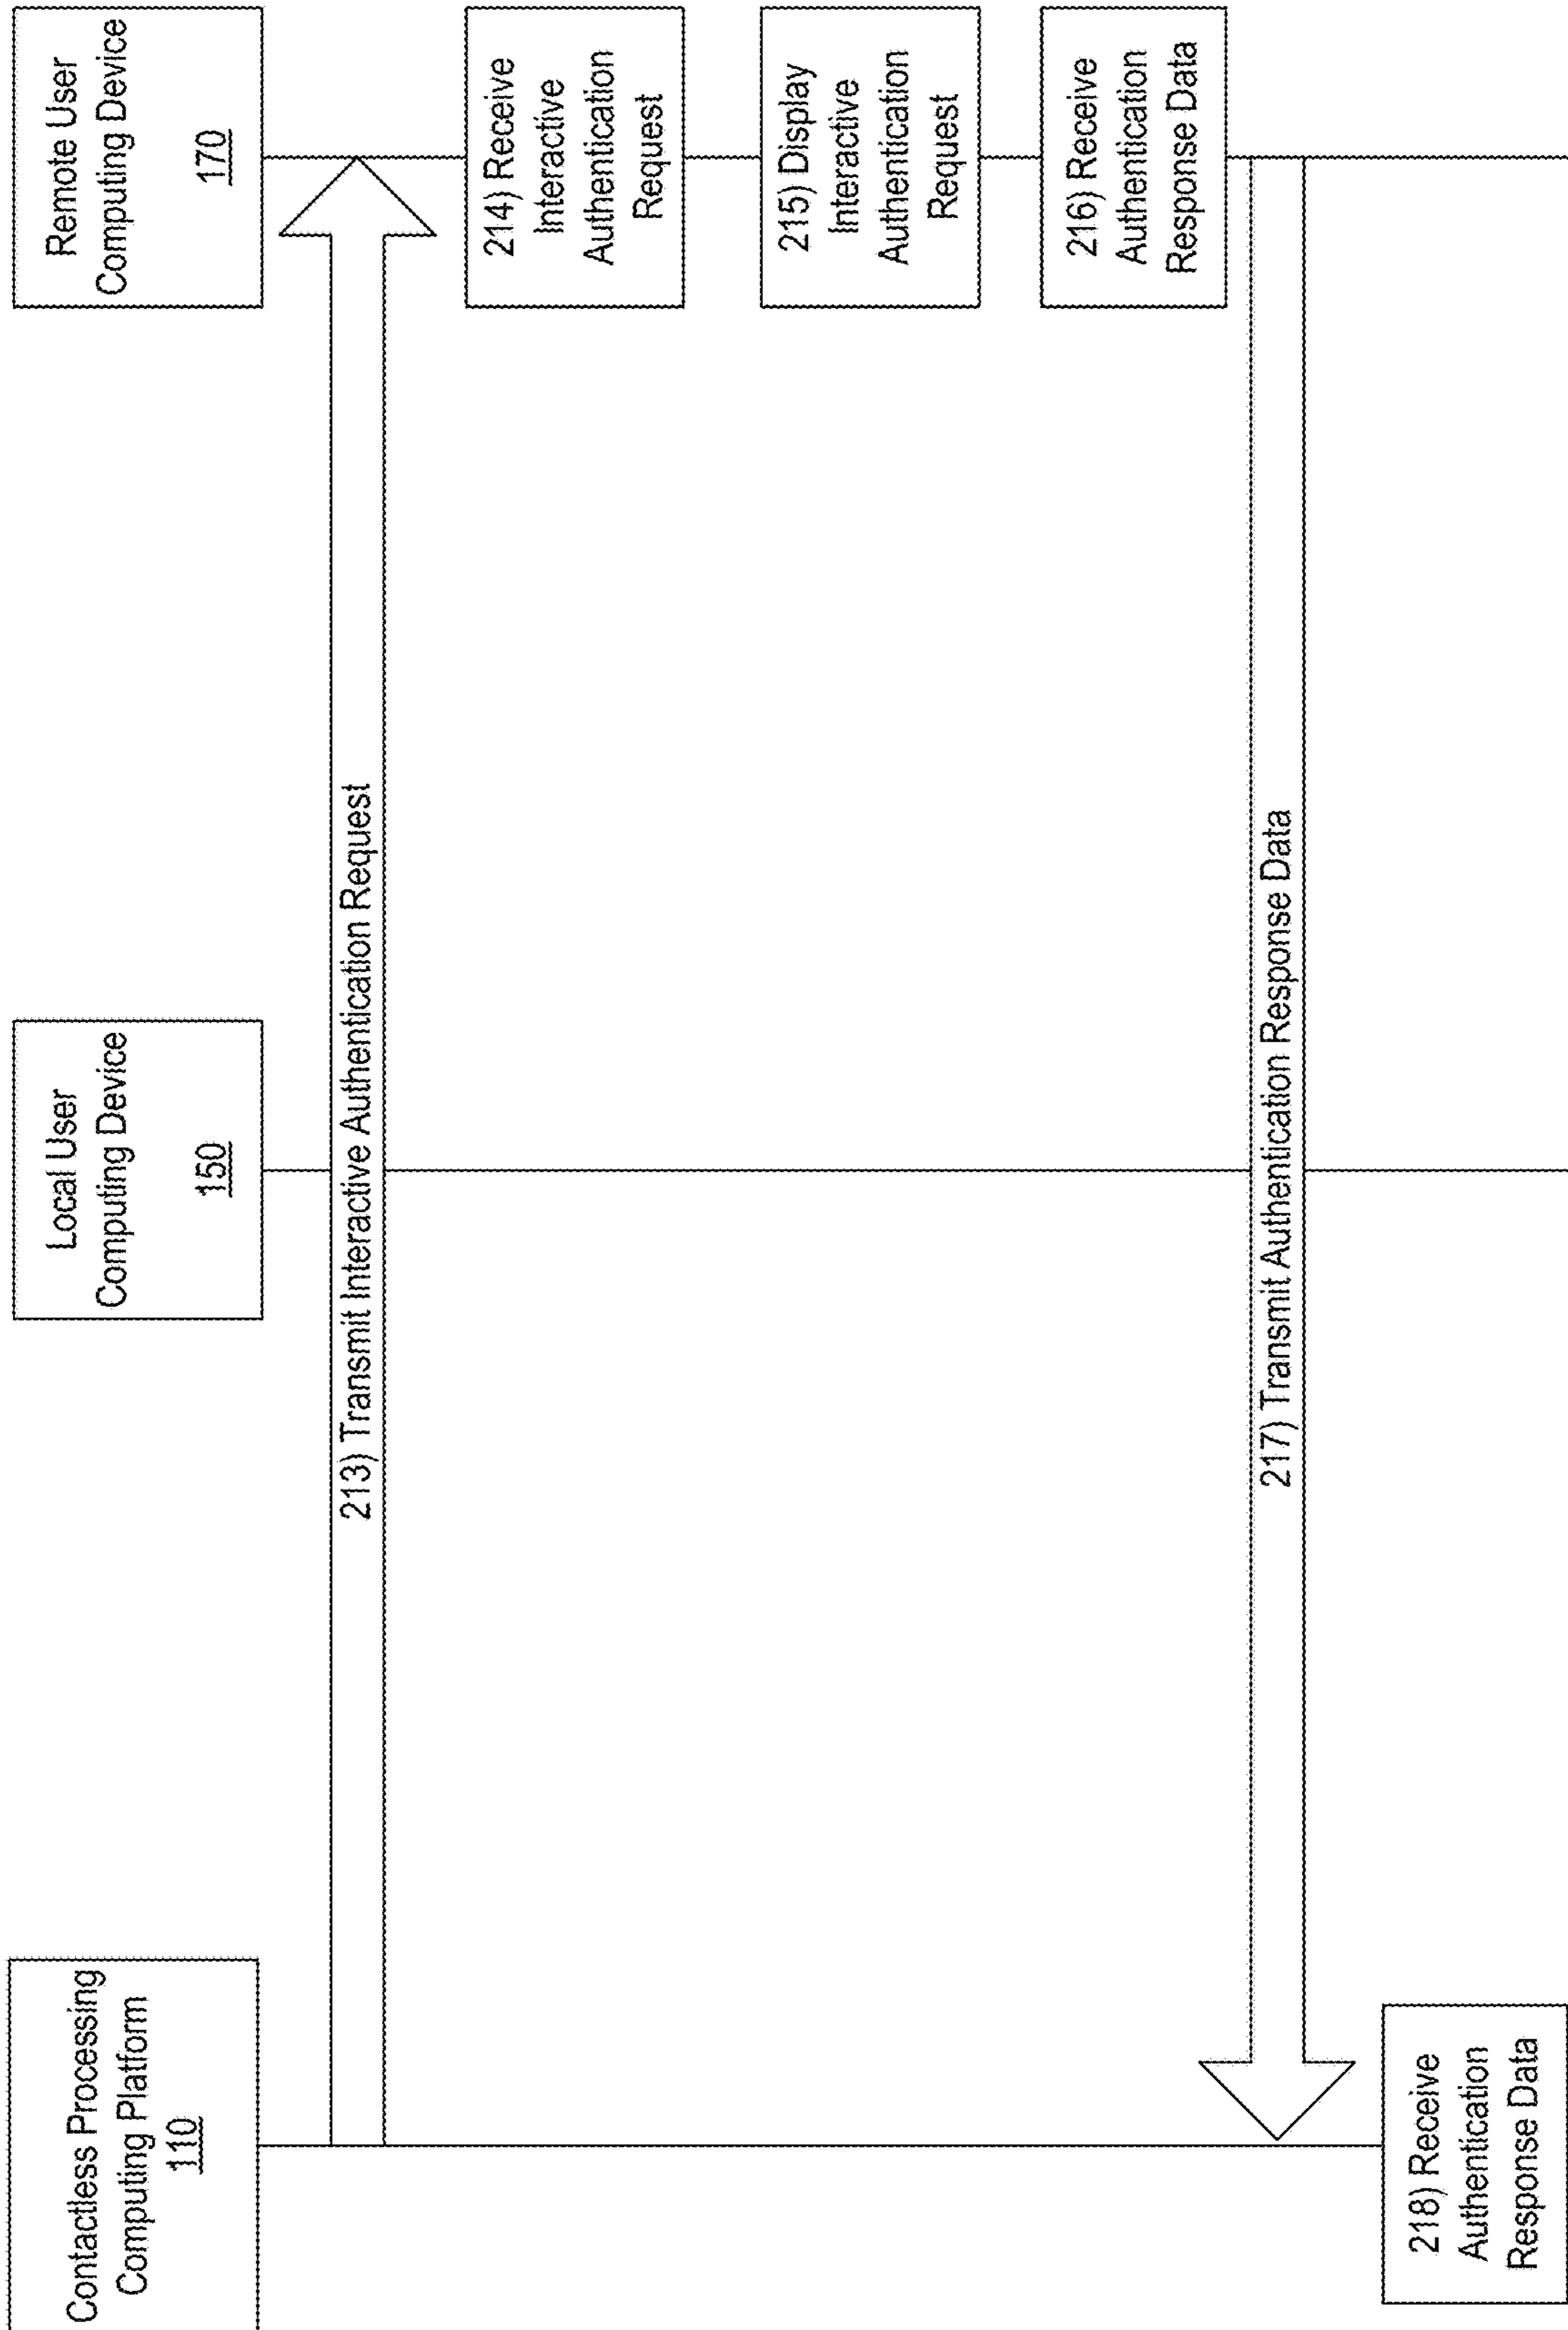 Contactless Processing
Computing Platform
110
Local User
Computing Device
150
Remote User
Computing Device
170
213) Transmit Interactive Authentication Request
214) Receive
Interactive
Authentication
Request
215) Display
Interactive
Authentication
Request
216) Receive
Authentication
Response Data
217) Transmit Authentication Response Data
218) Receive
Authentication
Response Data